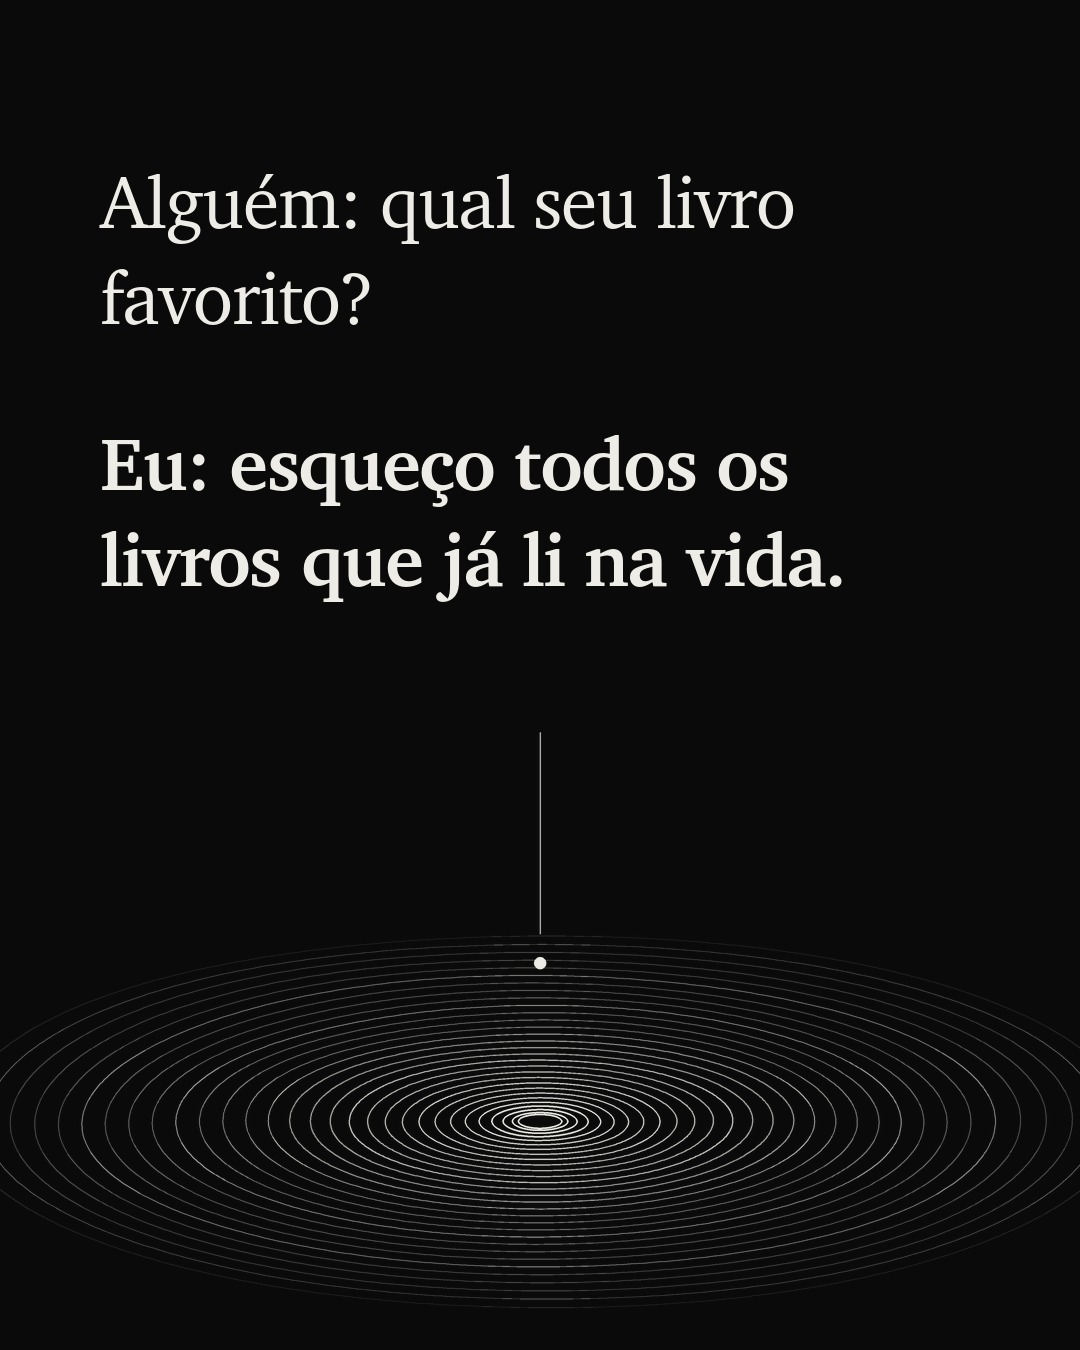 Alguém: qual seu livro
favorito?
Eu: esqueço todos os
livros que já li na vida.